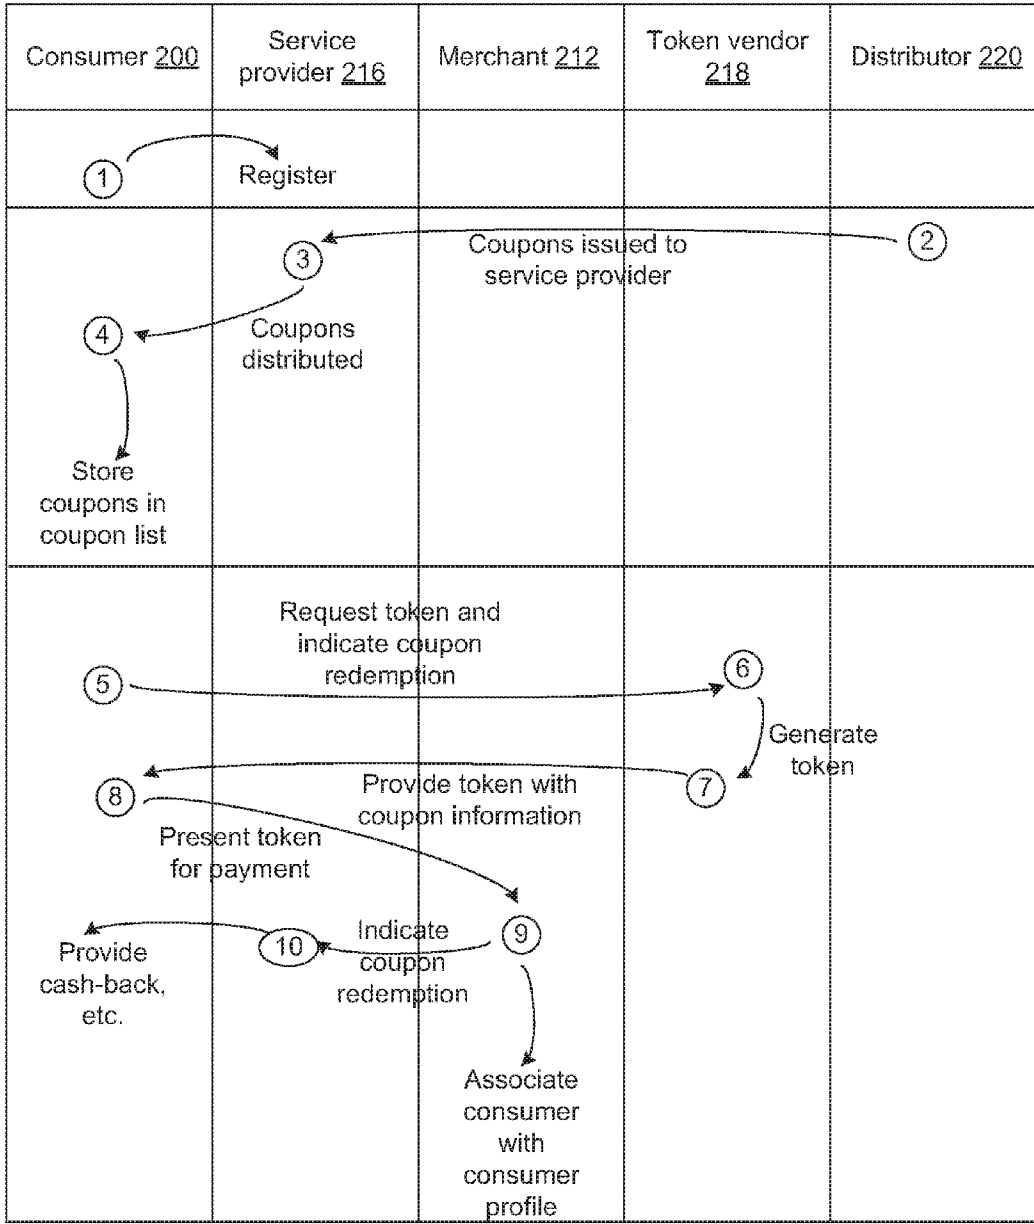 Consumer 200
Service
provider 216
Merchant 212
Token vendor
218
Distributor 220
1
Register
2
Coupons issued to
service provider
3
4
Coupons
distributed
Store
coupons in
coupon list
Request token and
indicate coupon
redemption
5
6
Generate
token
7
Provide token with
coupon information
8
Present token
for payment
9
Indicate
coupon
redemption
10
Provide
cash-back,
etc.
Associate
consumer
with
consumer
profile